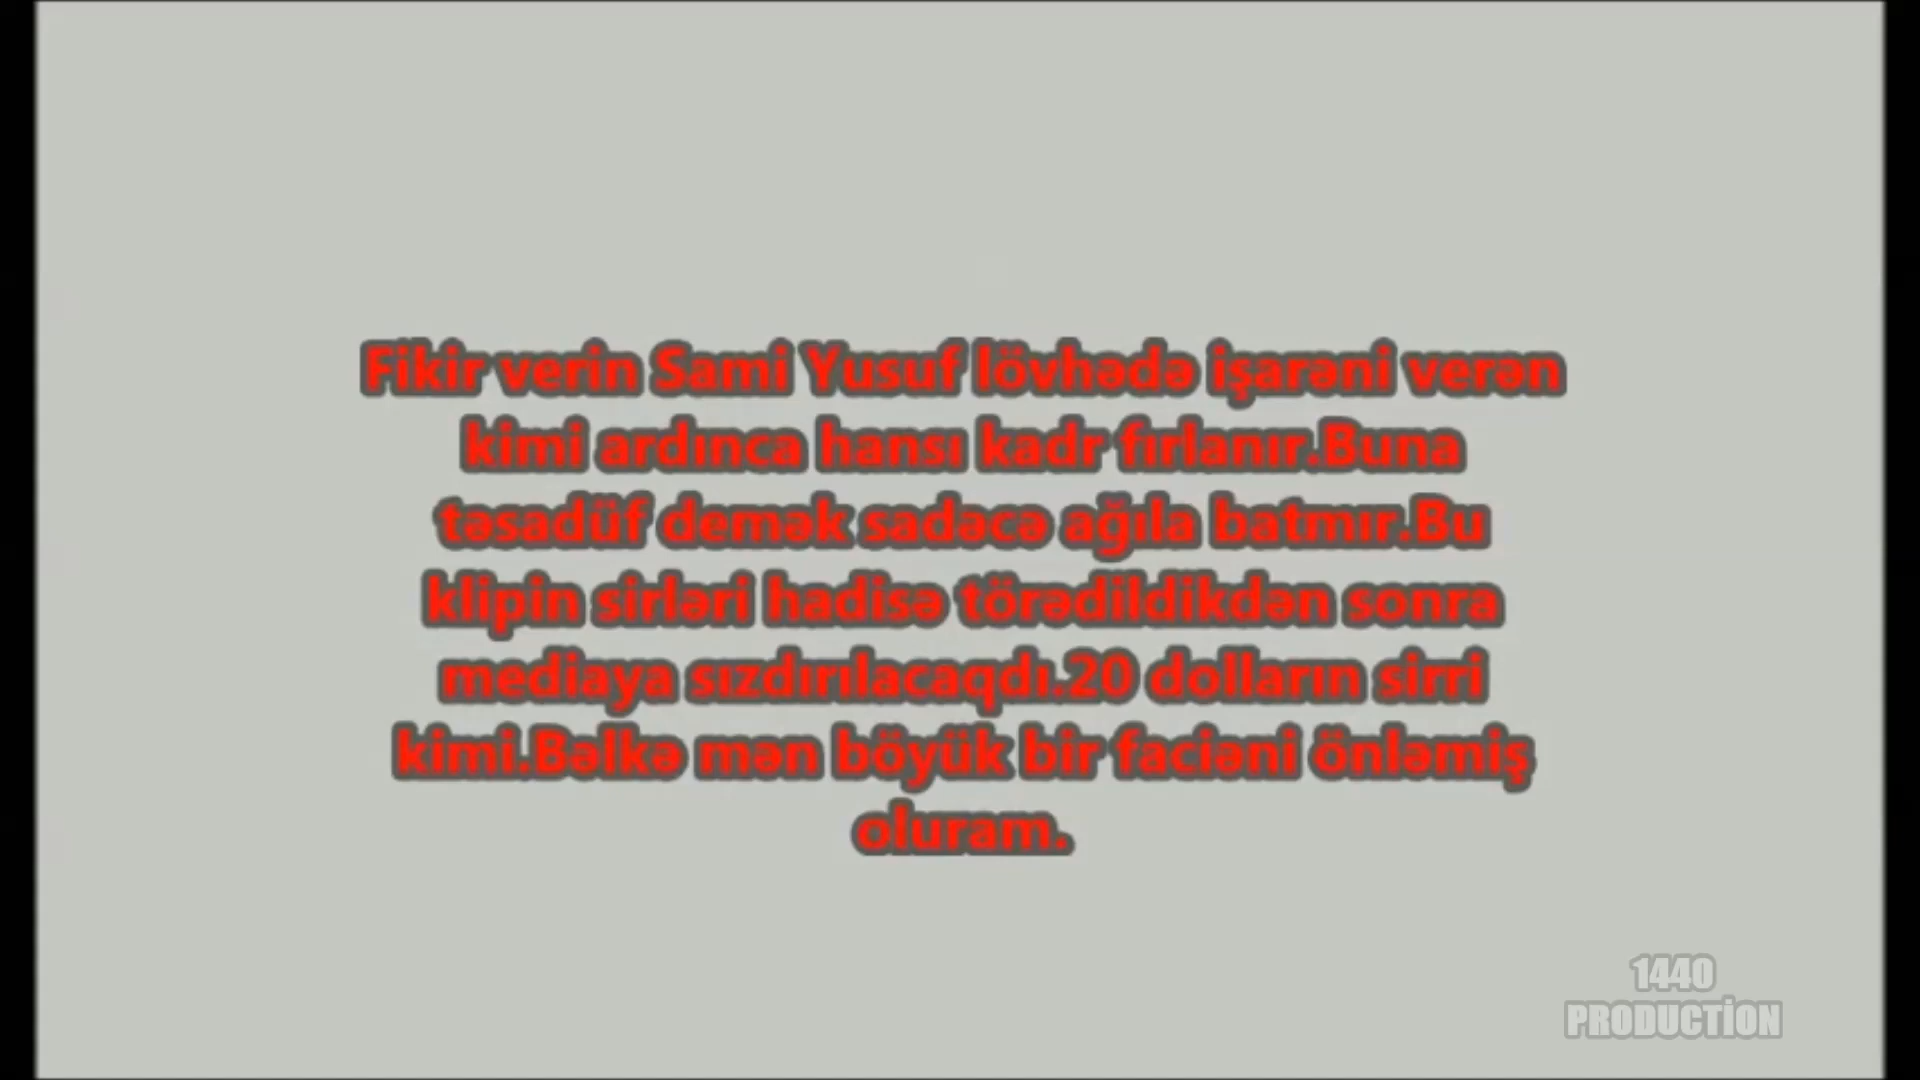 Fikir verin Sami Yusuf lövhədə işarəni verən
kimi ardınca hansı kadr fırlanır.Buna
təsadüf demək sadəcə ağıla batmır.Bu
klipin sirləri hadisə törədildikdən sonra
mediaya sızdırılacaqdı.20 dolların sirri
kimi.Bəlkə mən böyük bir faciəni önləmiş
oluram.
1440
PRODUCTİON